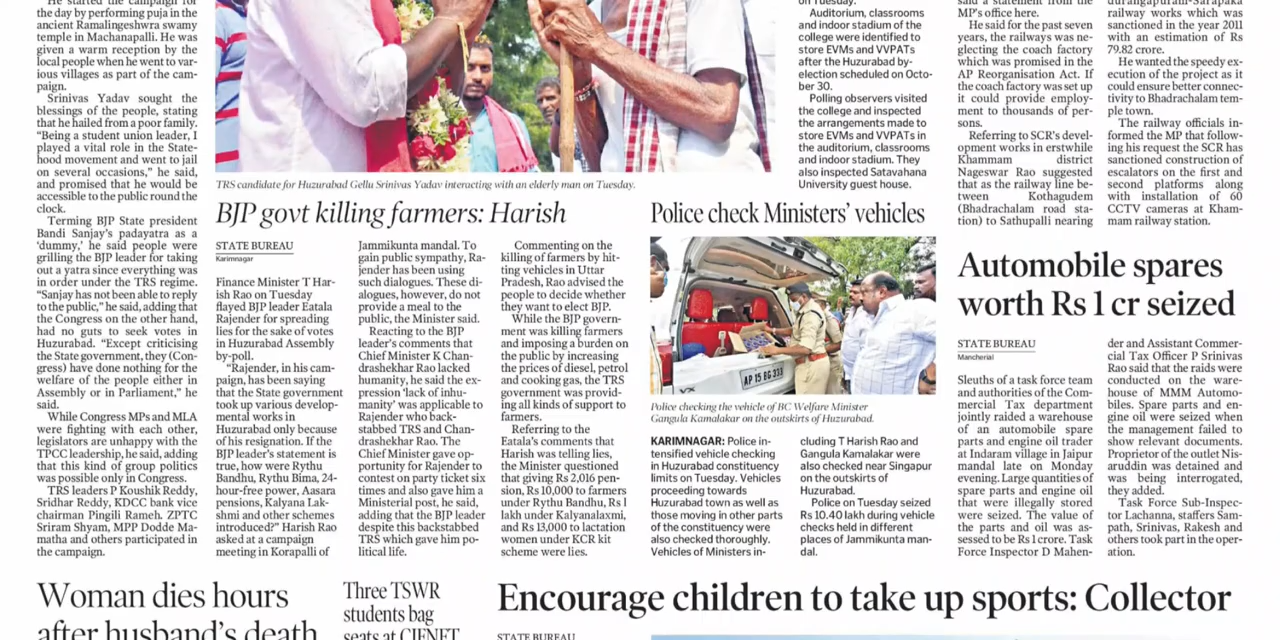 He started the campaign for
the day by performing puja in the
ancient Ramalingeshwra swamy
temple in Machanapalli. He was
given a warm reception by the
local people when he went to var-
ious villages as part of the cam-
paign.
Srinivas Yadav sought the
blessings of the people, stating
that he hailed from a poor family.
“Being a student union leader, I
played a vital role in the State-
hood movement and went to jail
on several occasions,” he said,
and promised that he would be
accessible to the public round the
clock.
Terming BJP State president
Bandi Sanjay’s padayatra as a
‘dummy,’ he said people were
grilling the BJP leader for taking
out a yatra since everything was
in order under the TRS regime.
“Sanjay has not been able to reply
to the public,” he said, adding that
the Congress on the other hand,
had no guts to seek votes in
Huzurabad. “Except criticising
the State government, they (Con-
gress) have done nothing for the
welfare of the people either in
Assembly or in Parliament,” he
said.
While Congress MPs and MLA
were fighting with each other,
legislators are unhappy with the
TPCC leadership, he said, adding
that this kind of group politics
was possible only in Congress.
TRS leaders P Koushik Reddy,
Sridhar Reddy, KDCC bank vice
chairman Pingili Ramesh, ZPTC
Sriram Shyam, MPP Dodde Ma-
matha and others participated in
the campaign.
TRS candidate for Huzurabad Gellu Srinivas Yadav interacting with an elderly man on Tuesday.
BJP govt killing farmers: Harish
STATE BUREAU
Karimnagar
Finance Minister T Har-
ish Rao on Tuesday
flayed BJP leader Eatala
Rajender for spreading
lies for the sake of votes
in Huzurabad Assembly
by-poll.
“Rajender, in his cam-
paign, has been saying
that the State government
took up various develop-
mental works in
Huzurabad only because
of his resignation. If the
BJP leader’s statement is
true, how were Rythu
Bandhu, Rythu Bima, 24-
hour-free power, Aasara
pensions, Kalyana Lak-
shmi and other schemes
introduced?” Harish Rao
asked at a campaign
meeting in Korapalli of
Jammikunta mandal. To
gain public sympathy, Ra-
jender has been using
such dialogues. These di-
alogues, however, do not
provide a meal to the
public, the Minister said.
Reacting to the BJP
leader’s comments that
Chief Minister K Chan-
drashekhar Rao lacked
humanity, he said the ex-
pression ‘lack of inhu-
manity’ was applicable to
Rajender who back-
stabbed TRS and Chan-
drashekhar Rao. The
Chief Minister gave op-
portunity for Rajender to
contest on party ticket six
times and also gave him a
Ministerial post, he said,
adding that the BJP leader
despite this backstabbed
TRS which gave him po-
litical life.
Commenting on the
killing of farmers by hit-
ting vehicles in Uttar
Pradesh, Rao advised the
people to decide whether
they want to elect BJP.
While the BJP govern-
ment was killing farmers
and imposing a burden on
the public by increasing
the prices of diesel, petrol
and cooking gas, the TRS
government was provid-
ing all kinds of support to
farmers.
Referring to the
Eatala’s comments that
Harish was telling lies,
the Minister questioned
that giving Rs 2,016 pen-
sion, Rs 10,000 to farmers
under Rythu Bandhu, Rs 1
lakh under Kalyanalaxmi,
and Rs 13,000 to lactation
women under KCR kit
scheme were lies.
on Tuesday.
Auditorium, classrooms
and indoor stadium of the
college were identified to
store EVMs and VVPATs
after the Huzurabad by-
election scheduled on Octo-
ber 30.
Polling observers visited
the college and inspected
the arrangements made to
store EVMs and VVPATs in
the auditorium, classrooms
and indoor stadium. They
also inspected Satavahana
University guest house.
Police check Ministers’ vehicles
VX
AP 15 BG 333
Police checking the vehicle of BC Welfare Minister
Gangula Kamalakar on the outskirts of Huzurabad.
KARIMNAGAR: Police in-
tensified vehicle checking
in Huzurabad constituency
limits on Tuesday. Vehicles
proceeding towards
Huzurabad town as well as
those moving in other parts
of the constituency were
also checked thoroughly.
Vehicles of Ministers in-
cluding T Harish Rao and
Gangula Kamalakar were
also checked near Singapur
on the outskirts of
Huzurabad.
Police on Tuesday seized
Rs 10.40 lakh during vehicle
checks held in different
places of Jammikunta man-
dal.
said a statement from the
MP’s office here.
He said for the past seven
years, the railways was ne-
glecting the coach factory
which was promised in the
AP Reorganisation Act. If
the coach factory was set up
it could provide employ-
ment to thousands of per-
sons.
Referring to SCR’s devel-
opment works in erstwhile
Khammam district
Nageswar Rao suggested
that as the railway line be-
tween Kothagudem
(Bhadrachalam road sta-
tion) to Sathupalli nearing
durangapuram-Sarapaka
railway works which was
sanctioned in the year 2011
with an estimation of Rs
79.82 crore.
He wanted the speedy ex-
ecution of the project as it
could ensure better connec-
tivity to Bhadrachalam tem-
ple town.
The railway officials in-
formed the MP that follow-
ing his request the SCR has
sanctioned construction of
escalators on the first and
second platforms along
with installation of 60
CCTV cameras at Kham-
mam railway station.
Automobile spares
worth Rs 1 cr seized
STATE BUREAU
Mancherial
Sleuths of a task force team
and authorities of the Com-
mercial Tax department
jointly raided a warehouse
of an automobile spare
parts and engine oil trader
at Indaram village in Jaipur
mandal late on Monday
evening. Large quantities of
spare parts and engine oil
that were illegally stored
were seized. The value of
the parts and oil was as-
sessed to be Rs 1 crore. Task
Force Inspector D Mahen-
der and Assistant Commer-
cial Tax Officer P Srinivas
Rao said that the raids were
conducted on the ware-
house of MMM Automo-
biles. Spare parts and en-
gine oil were seized when
the management failed to
show relevant documents.
Proprietor of the outlet Nis-
aruddin was detained and
was being interrogated,
they added.
Task Force Sub-Inspec-
tor Lachanna, staffers Sam-
path, Srinivas, Rakesh and
others took part in the oper-
ation.
Woman dies hours
after husband’s death
Three TSWR
students bag
seats at CIFNET
Encourage children to take up sports: Collector
STATE BUREAU